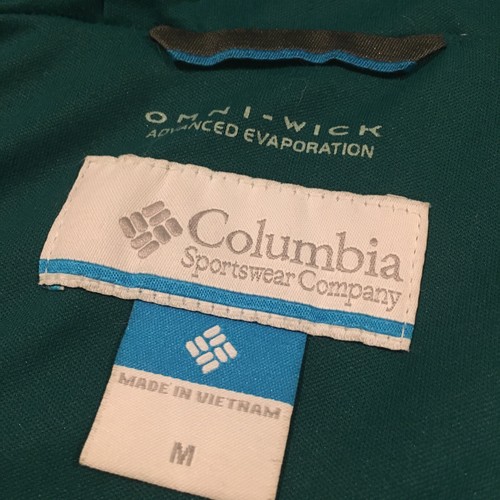 OMNI-WICK
ADVANCED EVAPORATION
Columbia
Sportswear Company
MADE IN VIETNAM
M